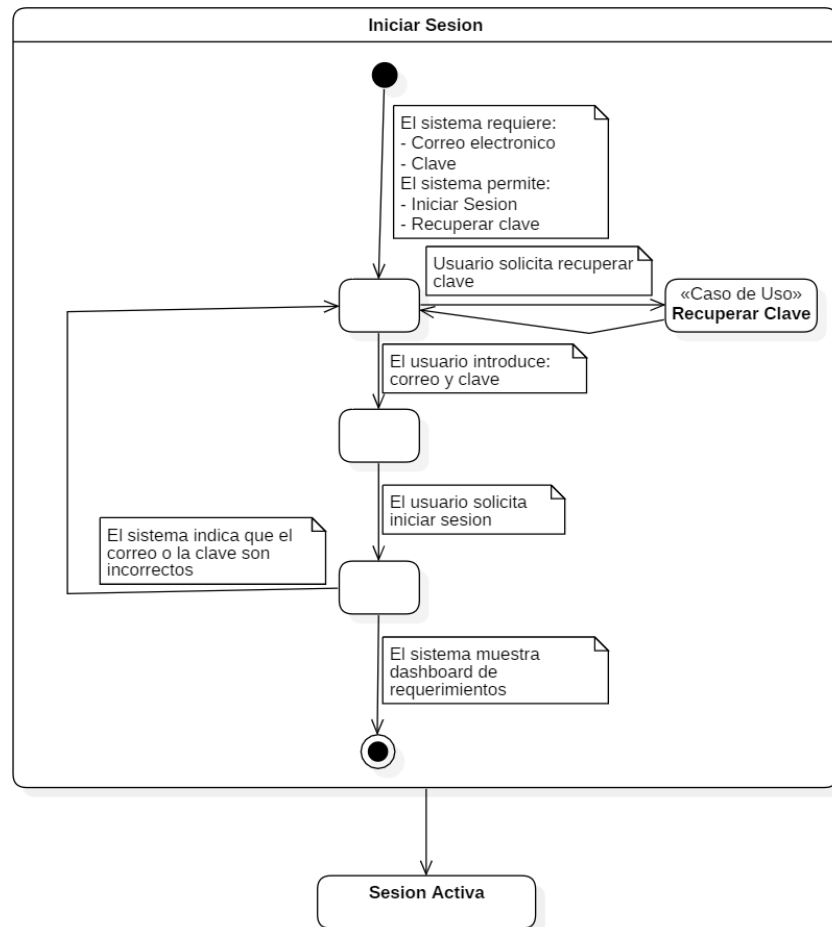 Iniciar Sesion
El sistema requiere:
- Correo electronico
- Clave
El sistema permite:
- Iniciar Sesion
- Recuperar clave
Usuario solicita recuperar
clave
«Caso de Uso»
Recuperar Clave
El usuario introduce:
correo y clave
El usuario solicita
iniciar sesion
El sistema indica que el
correo o la clave son
incorrectos
El sistema muestra
dashboard de
requerimientos
Sesion Activa